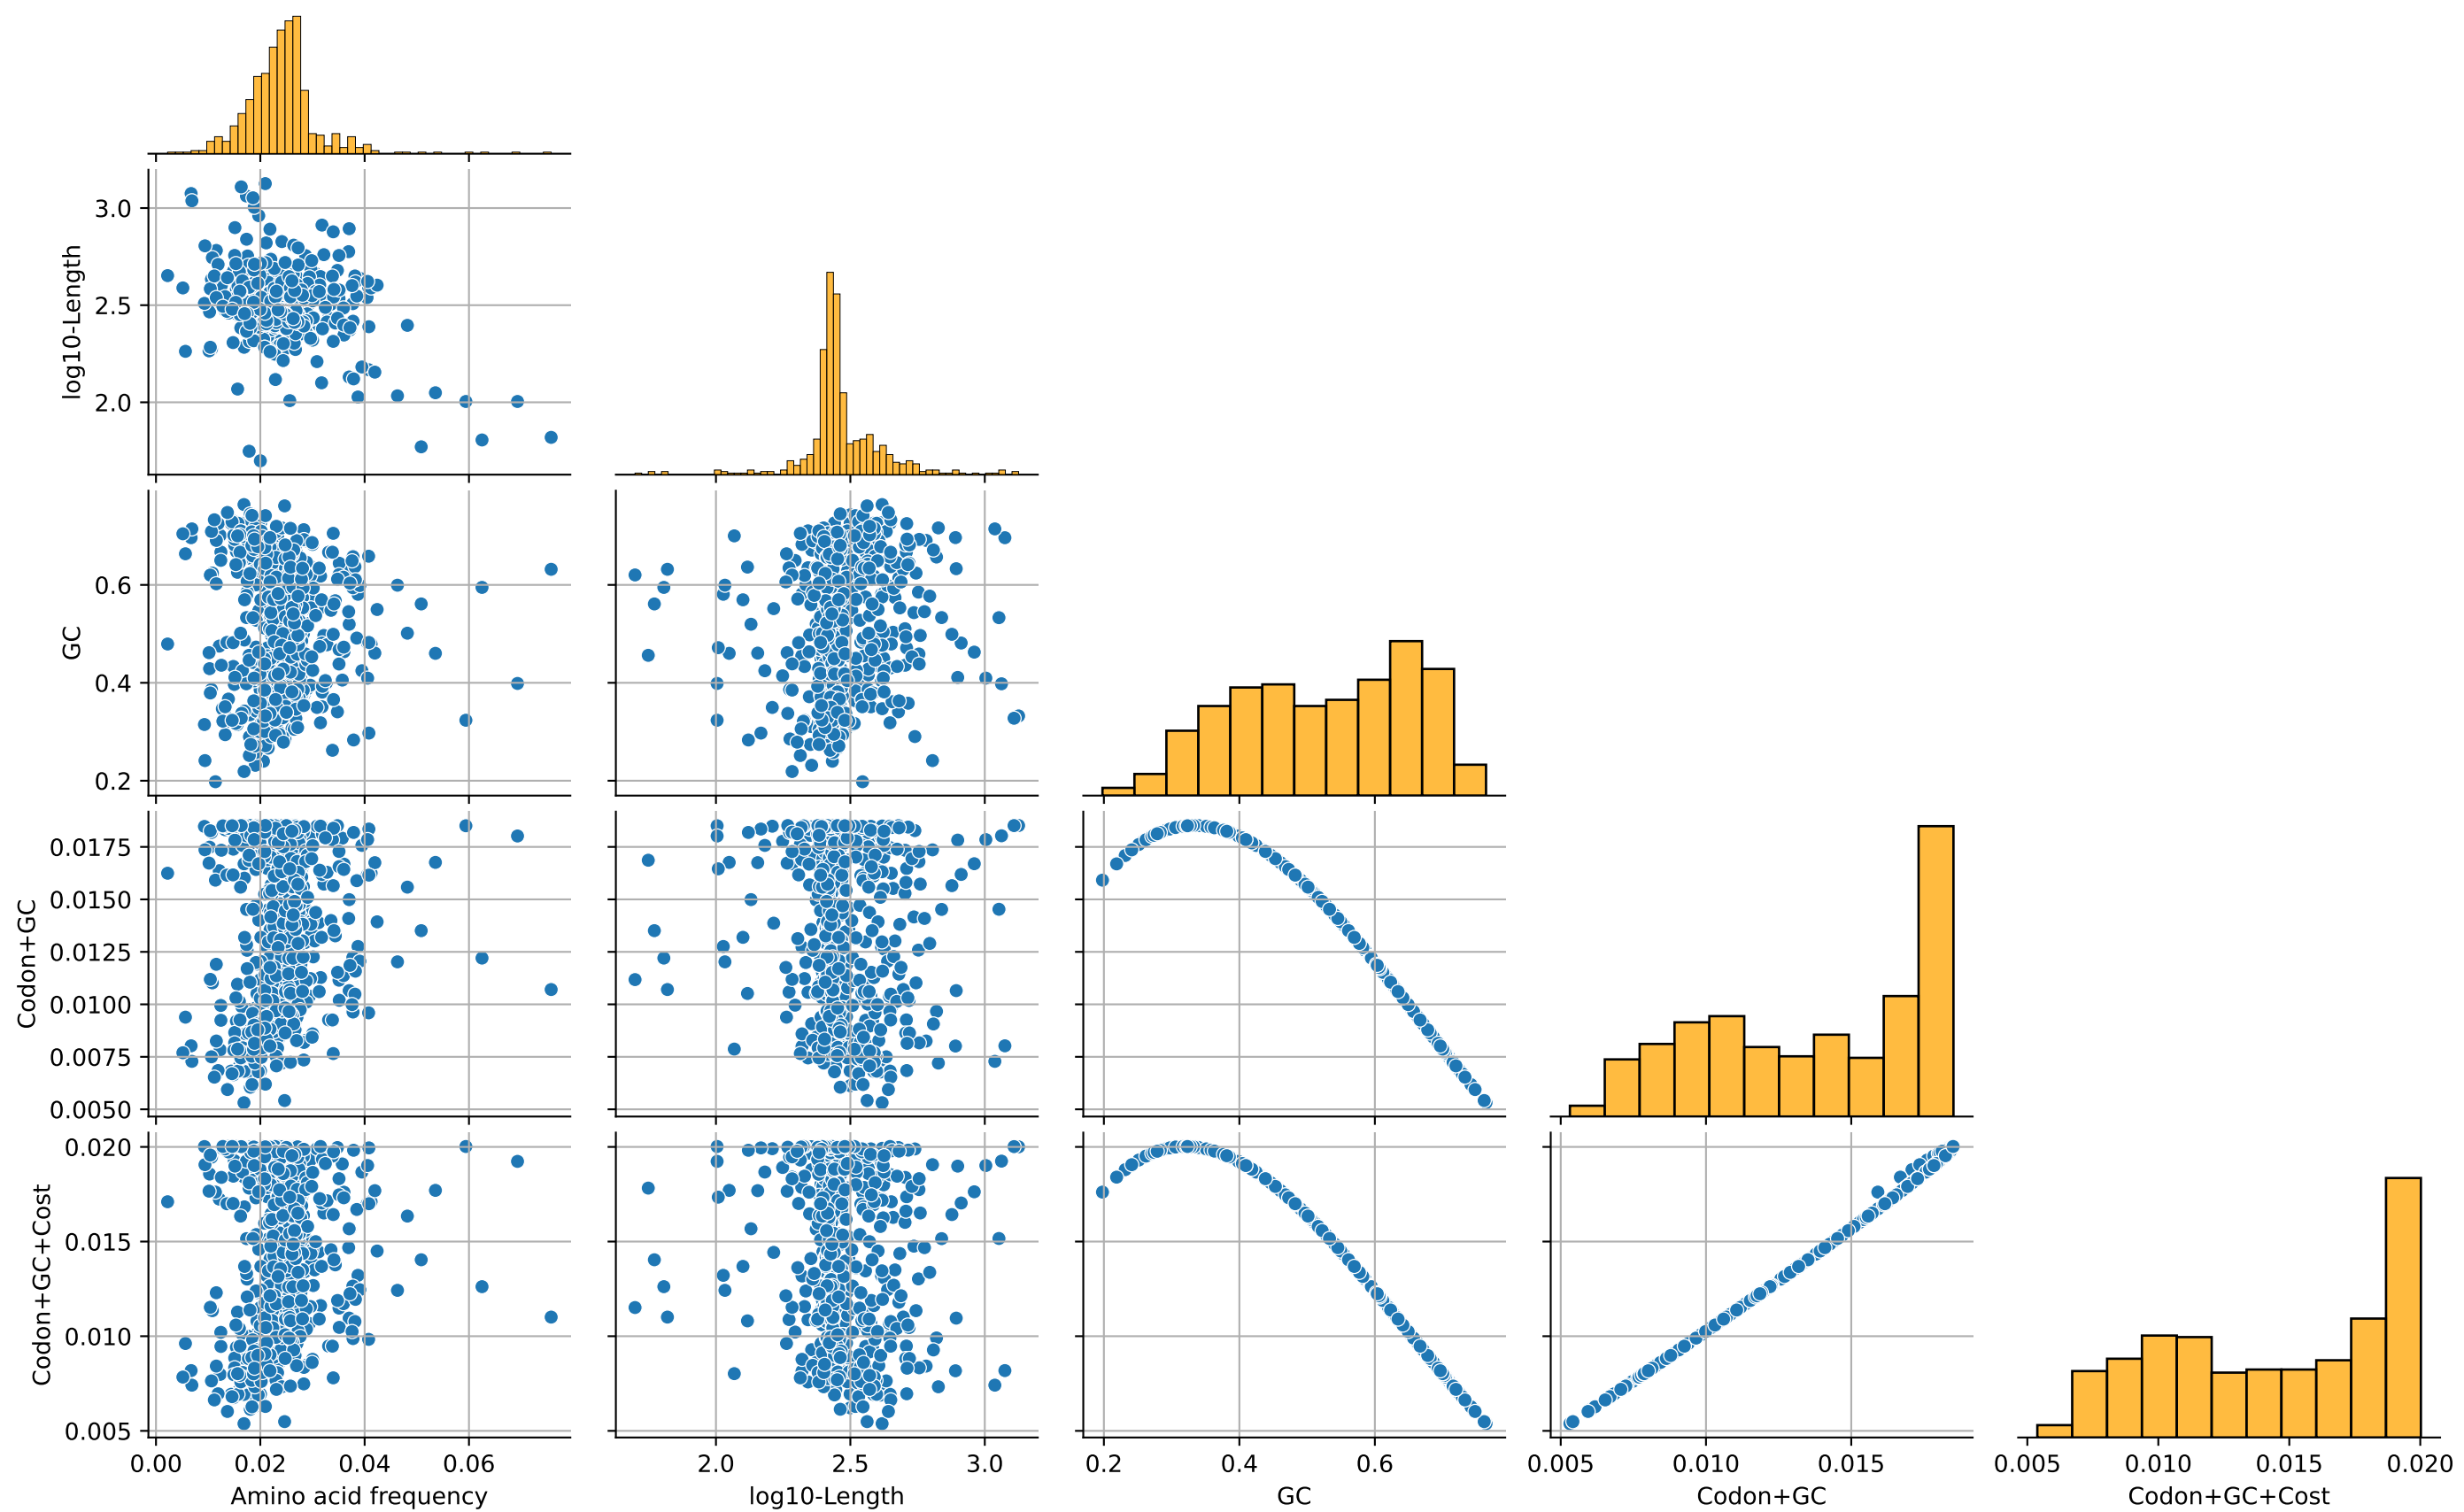 3.0
2.5
2.0
log10-Length
0.6
0.4
0.2
GC
0.0175
0.0150
0.0125
0.0100
0.0075
0.0050
Codon+GC
0.020
0.015
0.010
0.005
Codon+GC+Cost
0.00 0.02 0.04 0.06
2.0 2.5 3.0
0.2 0.4 0.6
0.005 0.010 0.015
0.005 0.010 0.015 0.020
Amino acid frequency
log10-Length
GC
Codon+GC
Codon+GC+Cost